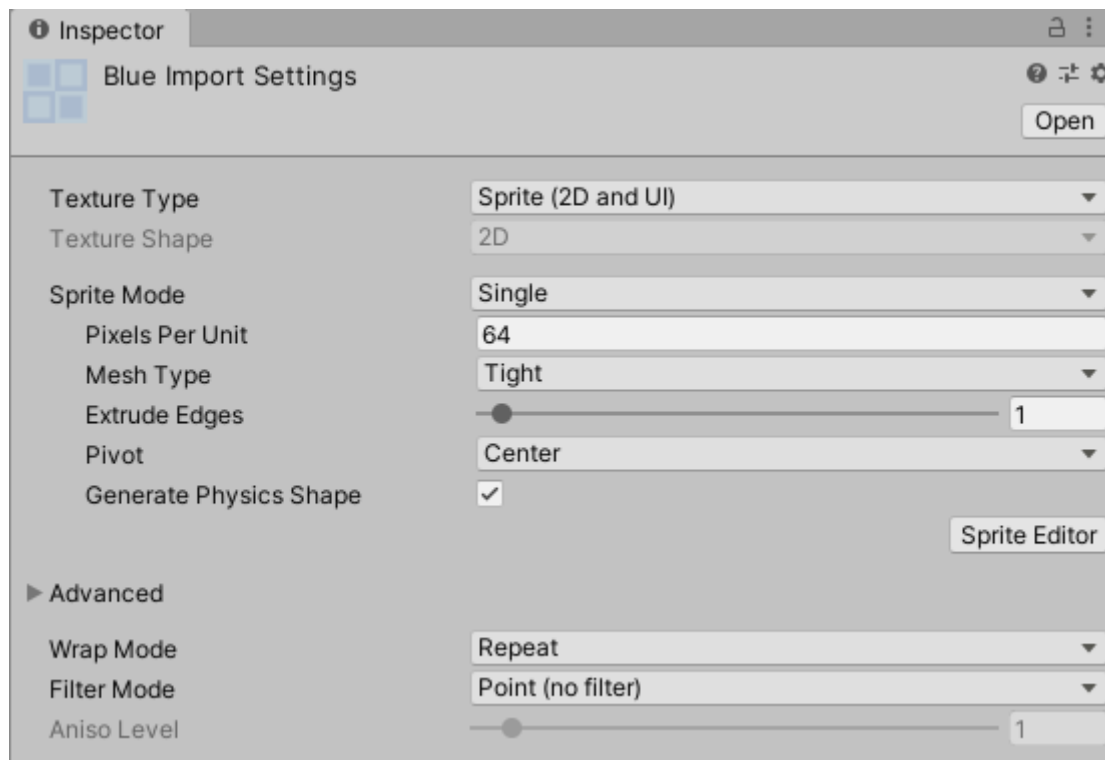 Inspector
Blue Import Settings
Open
Texture Type Sprite (2D and UI)
Texture Shape 2D
Sprite Mode Single
Pixels Per Unit 64
Mesh Type Tight
Extrude Edges 1
Pivot Center
Generate Physics Shape
Sprite Editor
Advanced
Wrap Mode Repeat
Filter Mode Point (no filter)
Aniso Level 1